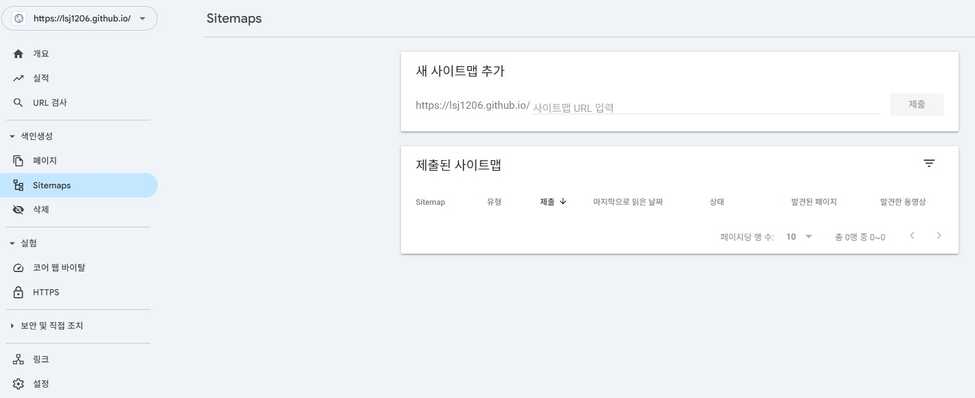 https://lsj1206.github.io/
Sitemaps
개요
실적
URL 검사
색인생성
페이지
Sitemaps
삭제
실험
코어 웹 바이탈
HTTPS
보안 및 직접 조치
링크
설정
새 사이트맵 추가
https://lsj1206.github.io/ 사이트맵 URL 입력 제출
제출된 사이트맵
Sitemap 유형 제출 마지막으로 읽은 날짜 상태 발견된 페이지 발견한 동영상
페이지당 행 수: 10 총 0행 중 0~0